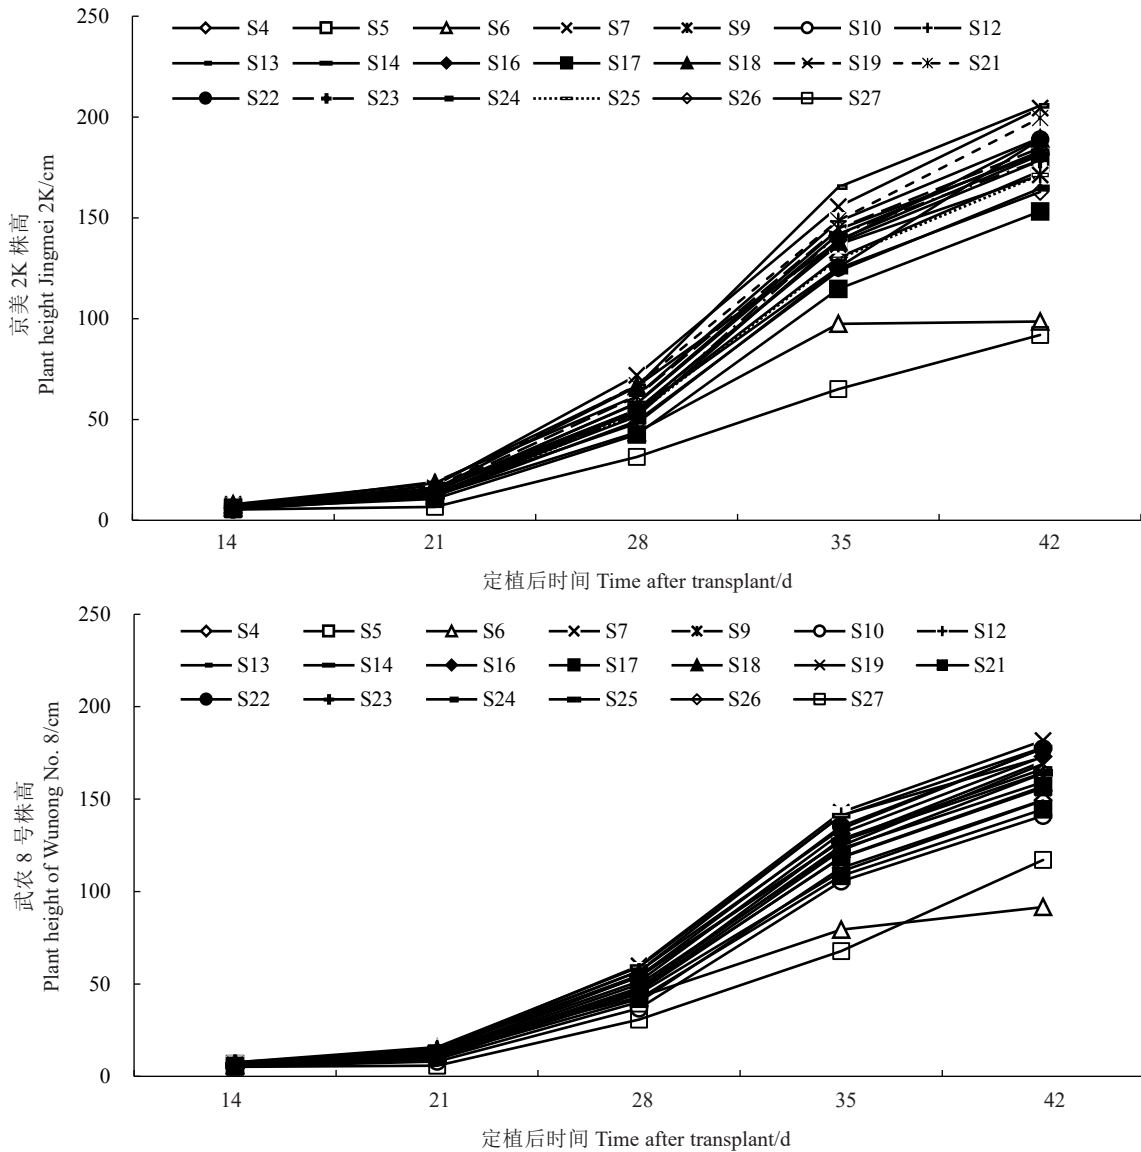 250
200
150
100
50
0
京美 2K 株高
Plant height Jingmei 2K/cm
S4 S5 S6 S7 S9 S10 S12
S13 S14 S16 S17 S18 S19 S21
S22 S23 S24 S25 S26 S27
14 21 28 35 42
定植后时间 Time after transplant/d
250
200
150
100
50
0
武农 8 号株高
Plant height of Wunong No. 8/cm
S4 S5 S6 S7 S9 S10 S12
S13 S14 S16 S17 S18 S19 S21
S22 S23 S24 S25 S26 S27
14 21 28 35 42
定植后时间 Time after transplant/d